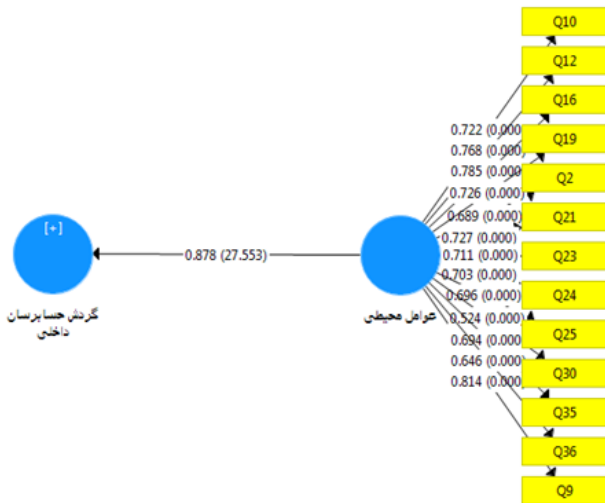 Q10
Q12
Q16
Q19
Q2
Q21
Q23
Q24
Q25
Q30
Q35
Q36
Q9
0.722 (0.000
0.768 (0.000
0.785 (0.000
0.726 (0.000)
0.689 (0.000)
0.727 (0.000)
0.711 (0.000)
0.703 (0.000)
0.696 (0.000)
0.524 (0.000)
0.694 (0.000)
0.646 (0.000
0.814 (0.000
[+]
0.878 (27.553)
گردش حسابرسان
داخلی
عوامل محیطی